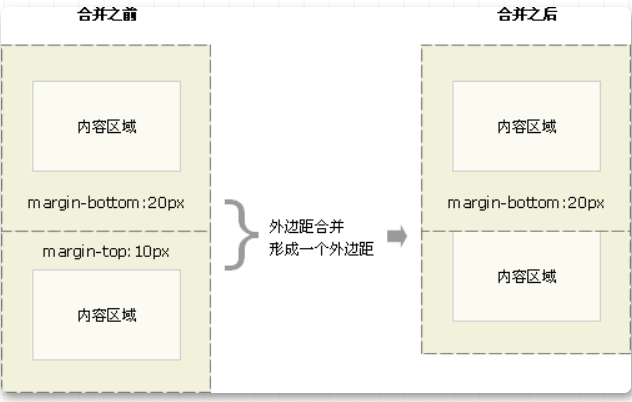 合并之前
合并之后
内容区域
margin-bottom:20px
margin-top:10px
内容区域
外边距合并
形成一个外边距
内容区域
margin-bottom:20px
内容区域